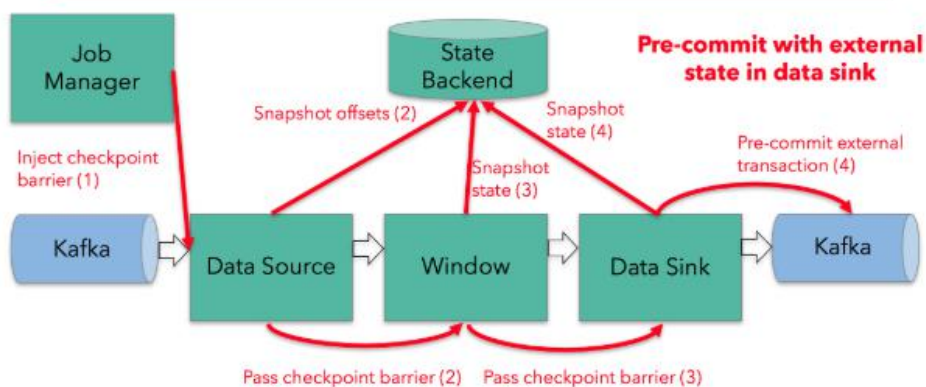 Job
Manager
State
Backend
Pre-commit with external
state in data sink
Snapshot offsets (2)
Snapshot
state (4)
Inject checkpoint
barrier (1)
Snapshot
state (3)
Pre-commit external
transaction (4)
Kafka
Data Source
Window
Data Sink
Kafka
Pass checkpoint barrier (2)
Pass checkpoint barrier (3)